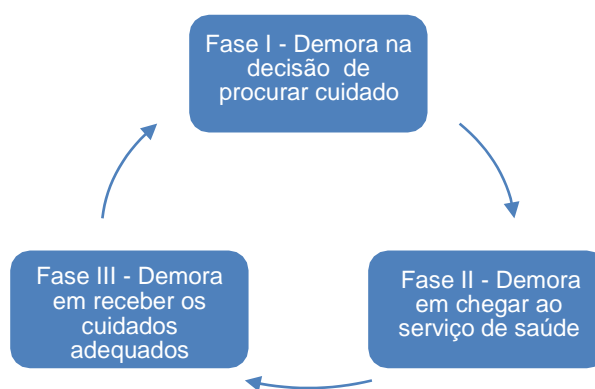 Fase I - Demora na
decisão de
procurar cuidado
Fase III - Demora
em receber os
cuidados
adequados
Fase II - Demora
em chegar ao
serviço de saúde